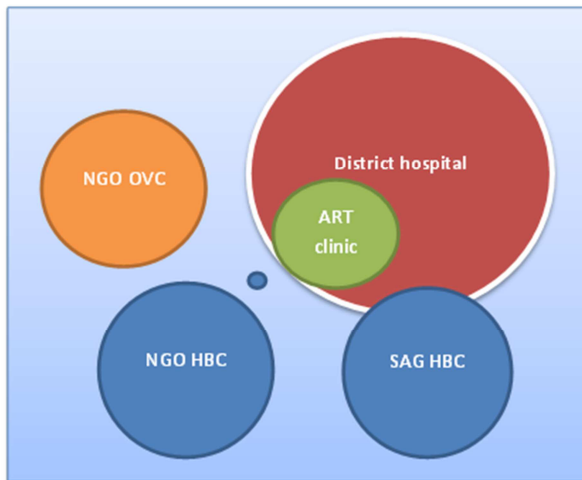 District hospital
NGO OVC
ART
clinic
NGO HBC
SAG HBC